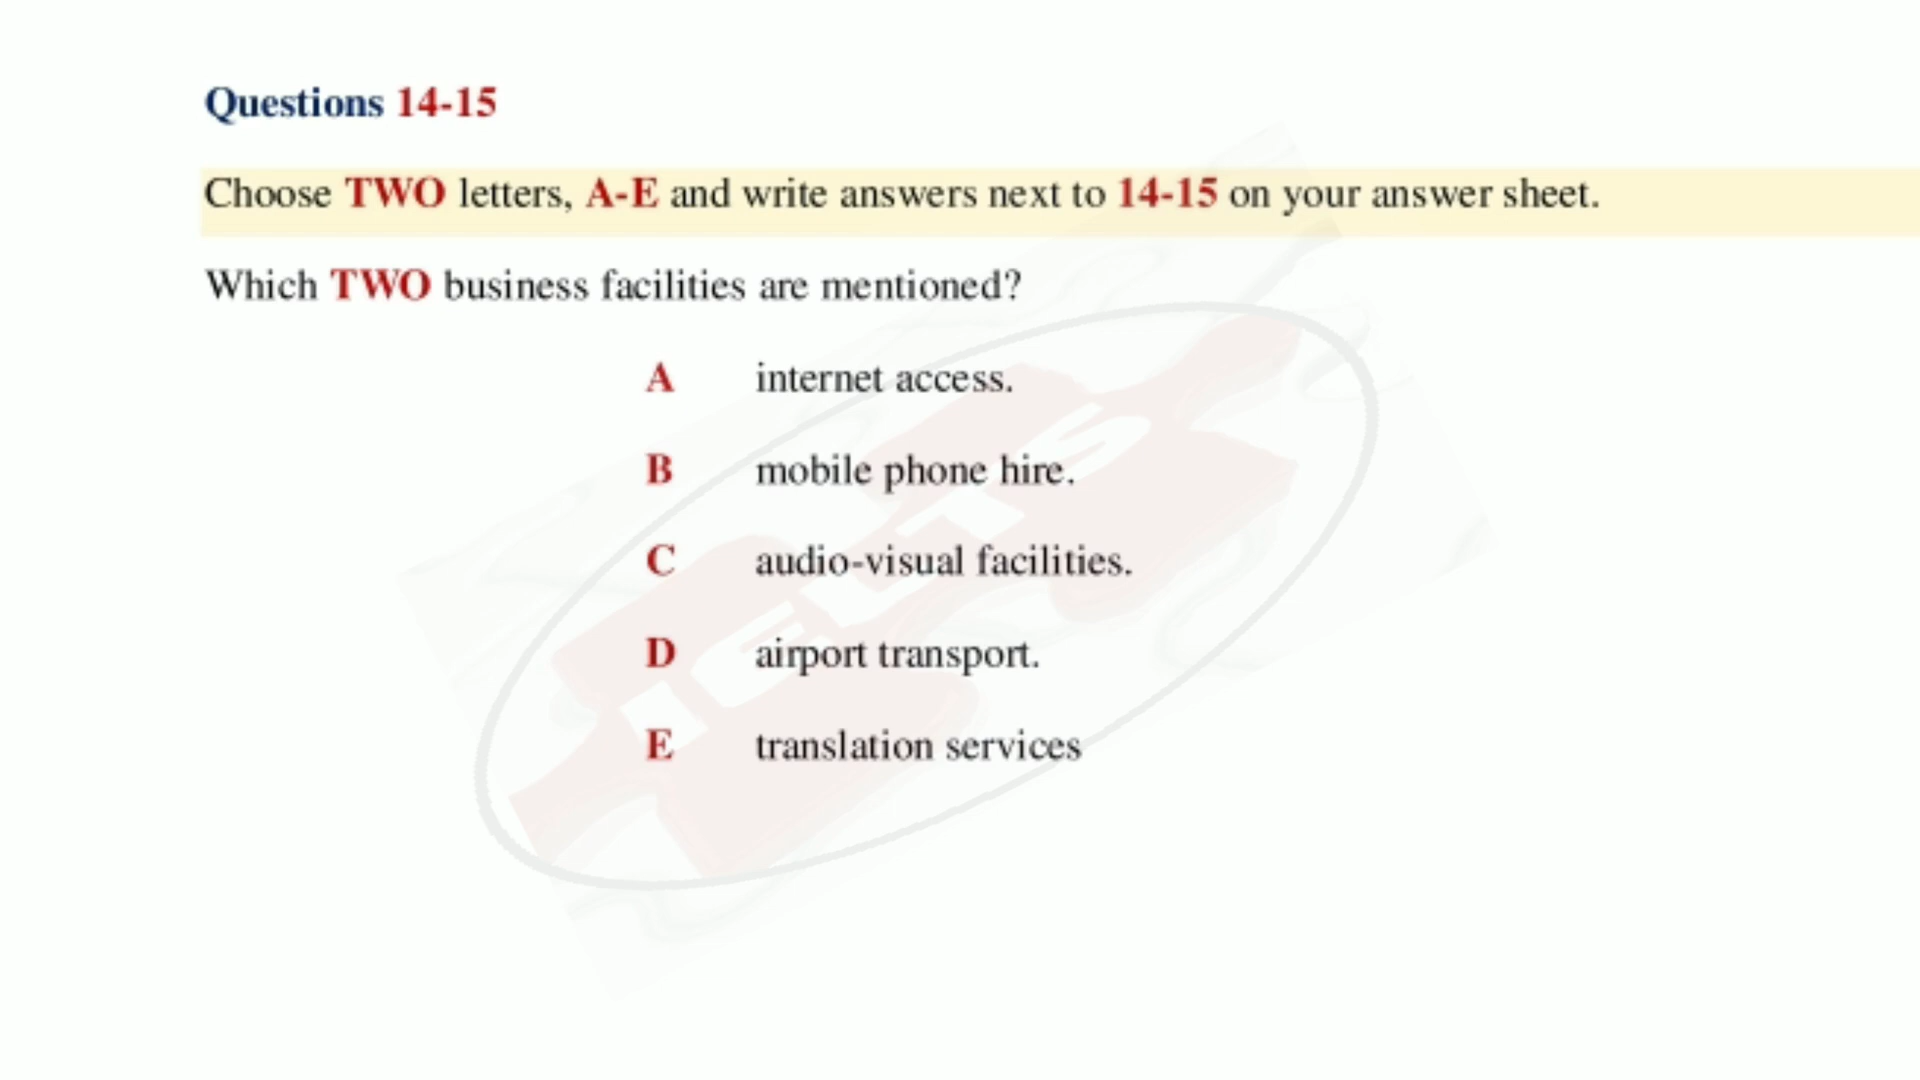 Questions 14-15
Choose TWO letters, A-E and write answers next to 14-15 on your answer sheet.
Which TWO business facilities are mentioned?
A internet access.
B mobile phone hire.
C audio-visual facilities.
D airport transport.
E translation services
IELTS